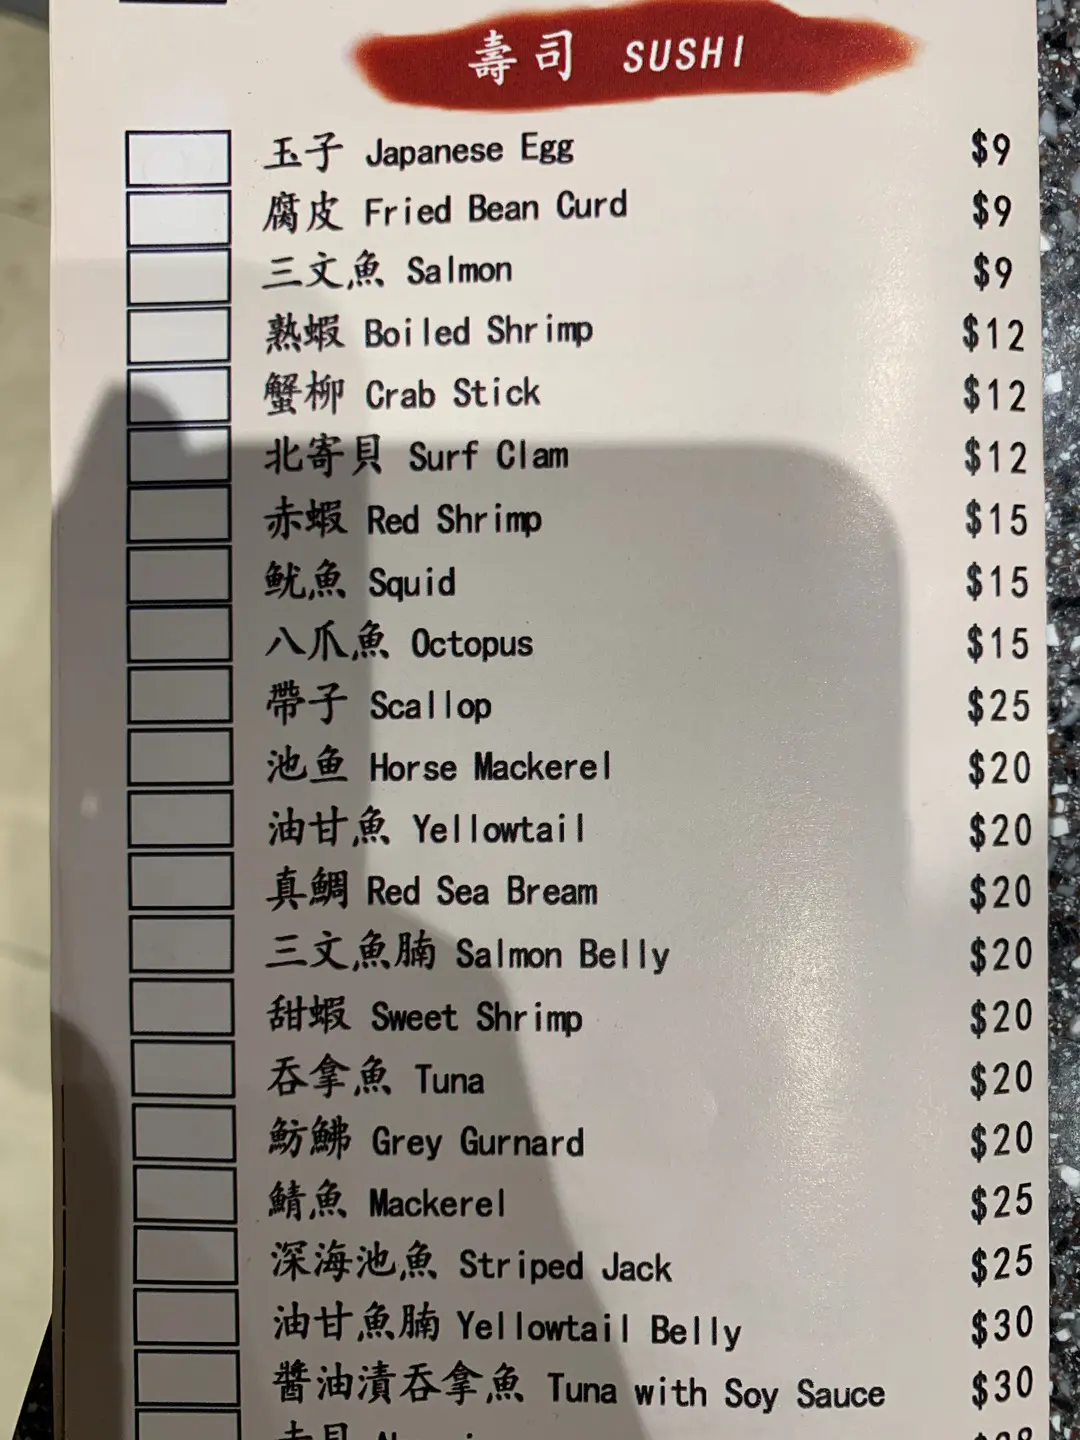 壽司 SUSHI
玉子 Japanese Egg $9
腐皮 Fried Bean Curd $9
三文魚 Salmon $9
熟蝦 Boiled Shrimp $12
蟹柳 Crab Stick $12
北寄貝 Surf Clam $12
赤蝦 Red Shrimp $15
魷魚 Squid $15
八爪魚 Octopus $15
帶子 Scallop $25
池鱼 Horse Mackerel $20
油甘魚 Yellowtail $20
真鯛 Red Sea Bream $20
三文魚腩 Salmon Belly $20
甜蝦 Sweet Shrimp $20
吞拿魚 Tuna $20
魴鮄 Grey Gurnard $20
鯖魚 Mackerel $25
深海池魚 Striped Jack $25
油甘魚腩 Yellowtail Belly $30
醬油漬吞拿魚 Tuna with Soy Sauce $30